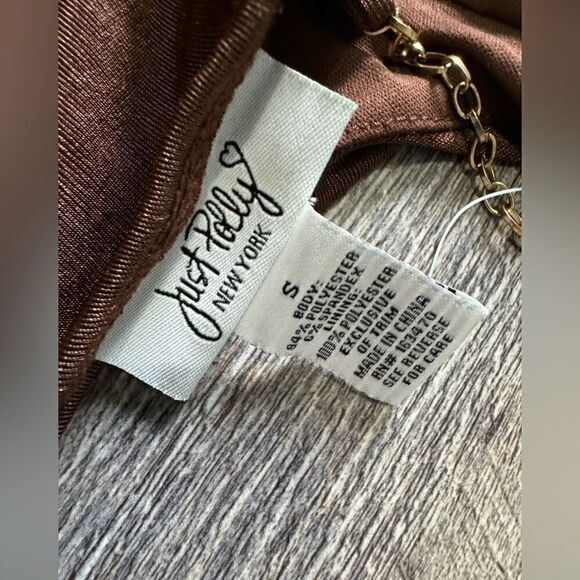 Just Polly
NEW YORK
S
BODY:
94% POLYESTER
6% SPANDEX
LINING:
100% POLYESTER
EXCLUSIVE
OF TRIM
MADE IN CHINA
RN# 163470
SEE REVERSE
FOR CARE